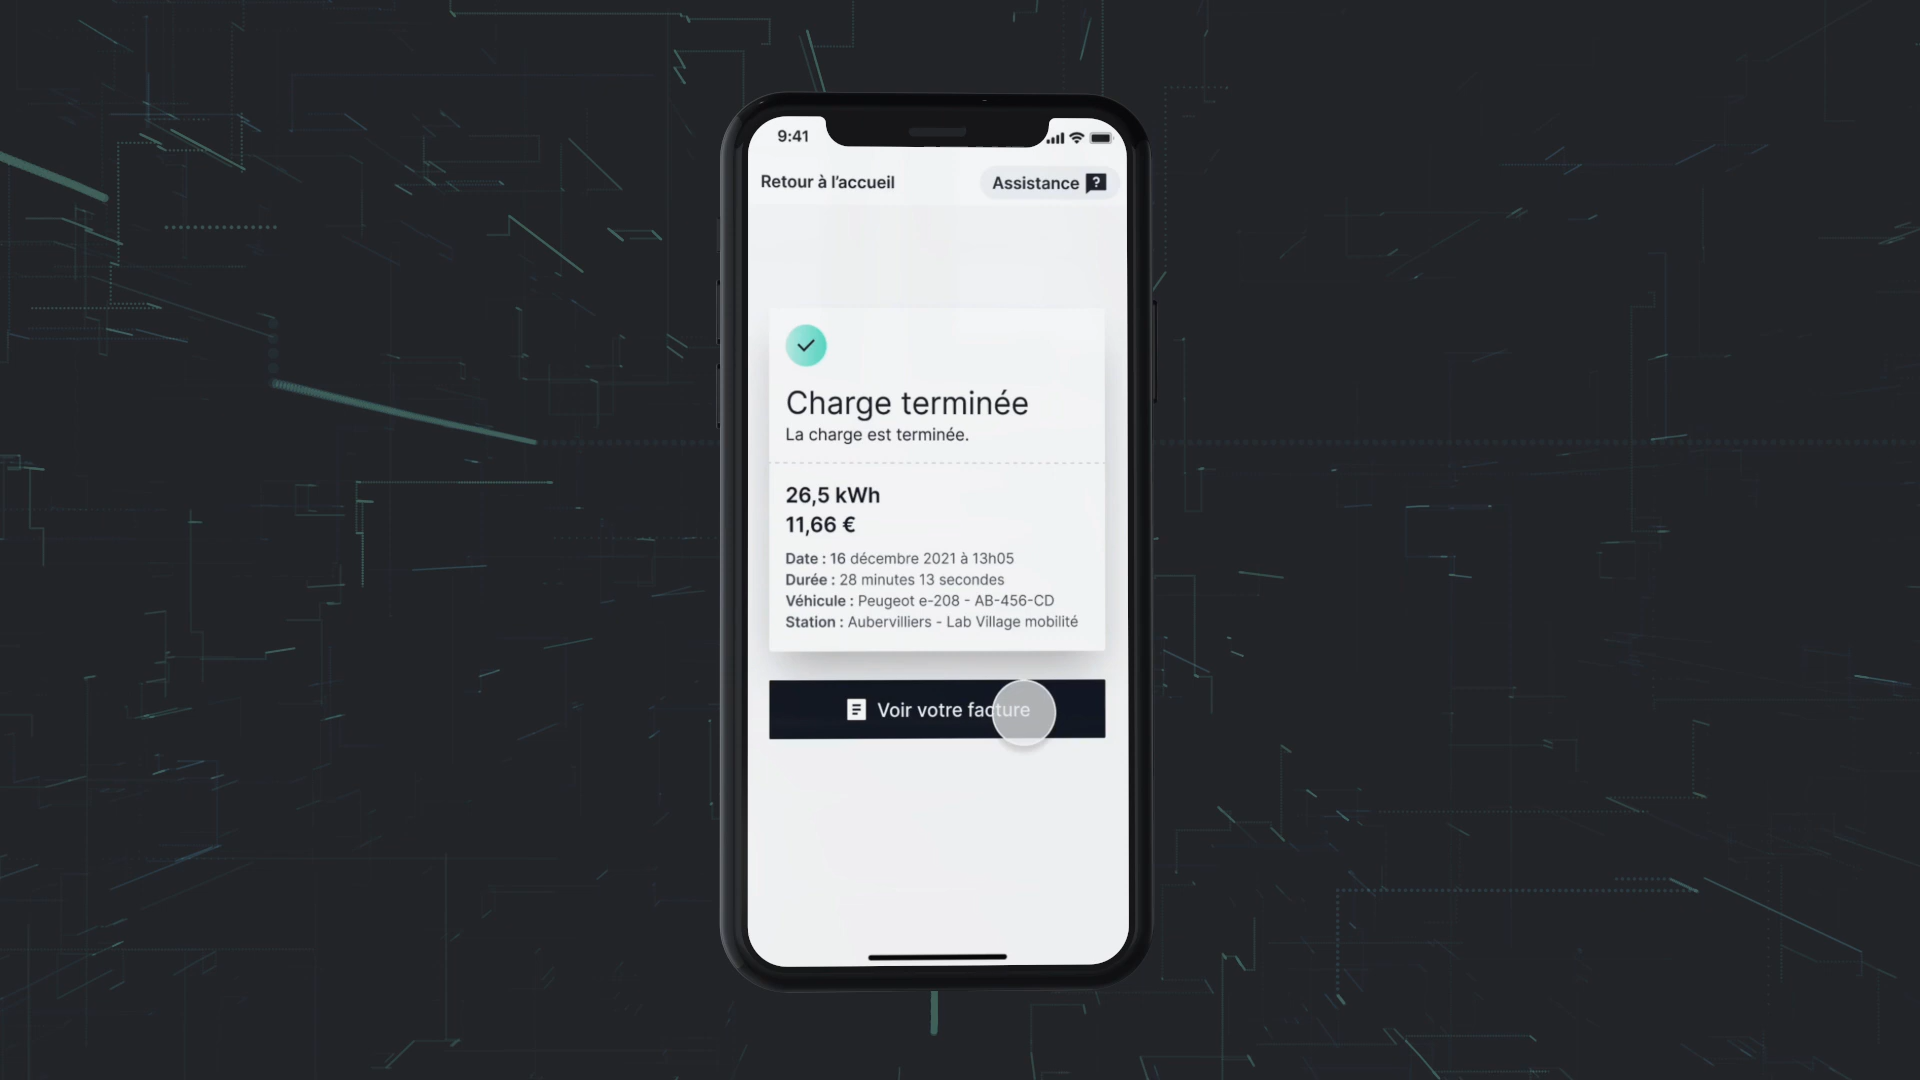 9:41
Retour à l’accueil
Assistance ?
Charge terminée
La charge est terminée.
26,5 kWh
11,66 €
Date : 16 décembre 2021 à 13h05
Durée : 28 minutes 13 secondes
Véhicule : Peugeot e-208 - AB-456-CD
Station : Aubervilliers - Lab Village mobilité
Voir votre facture